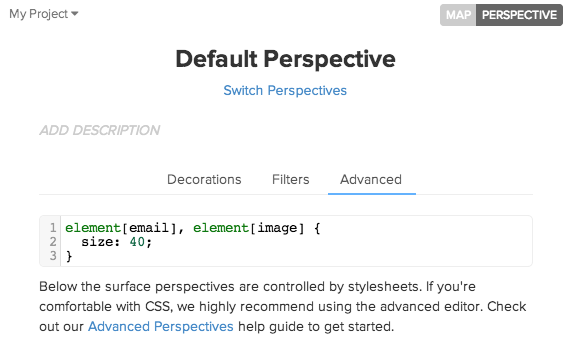 My Project
MAP PERSPECTIVE
Default Perspective
Switch Perspectives
ADD DESCRIPTION
Decorations Filters Advanced
1 element[email], element[image] {
2   size: 40;
3 }
Below the surface perspectives are controlled by stylesheets. If you're
comfortable with CSS, we highly recommend using the advanced editor. Check
out our Advanced Perspectives help guide to get started.